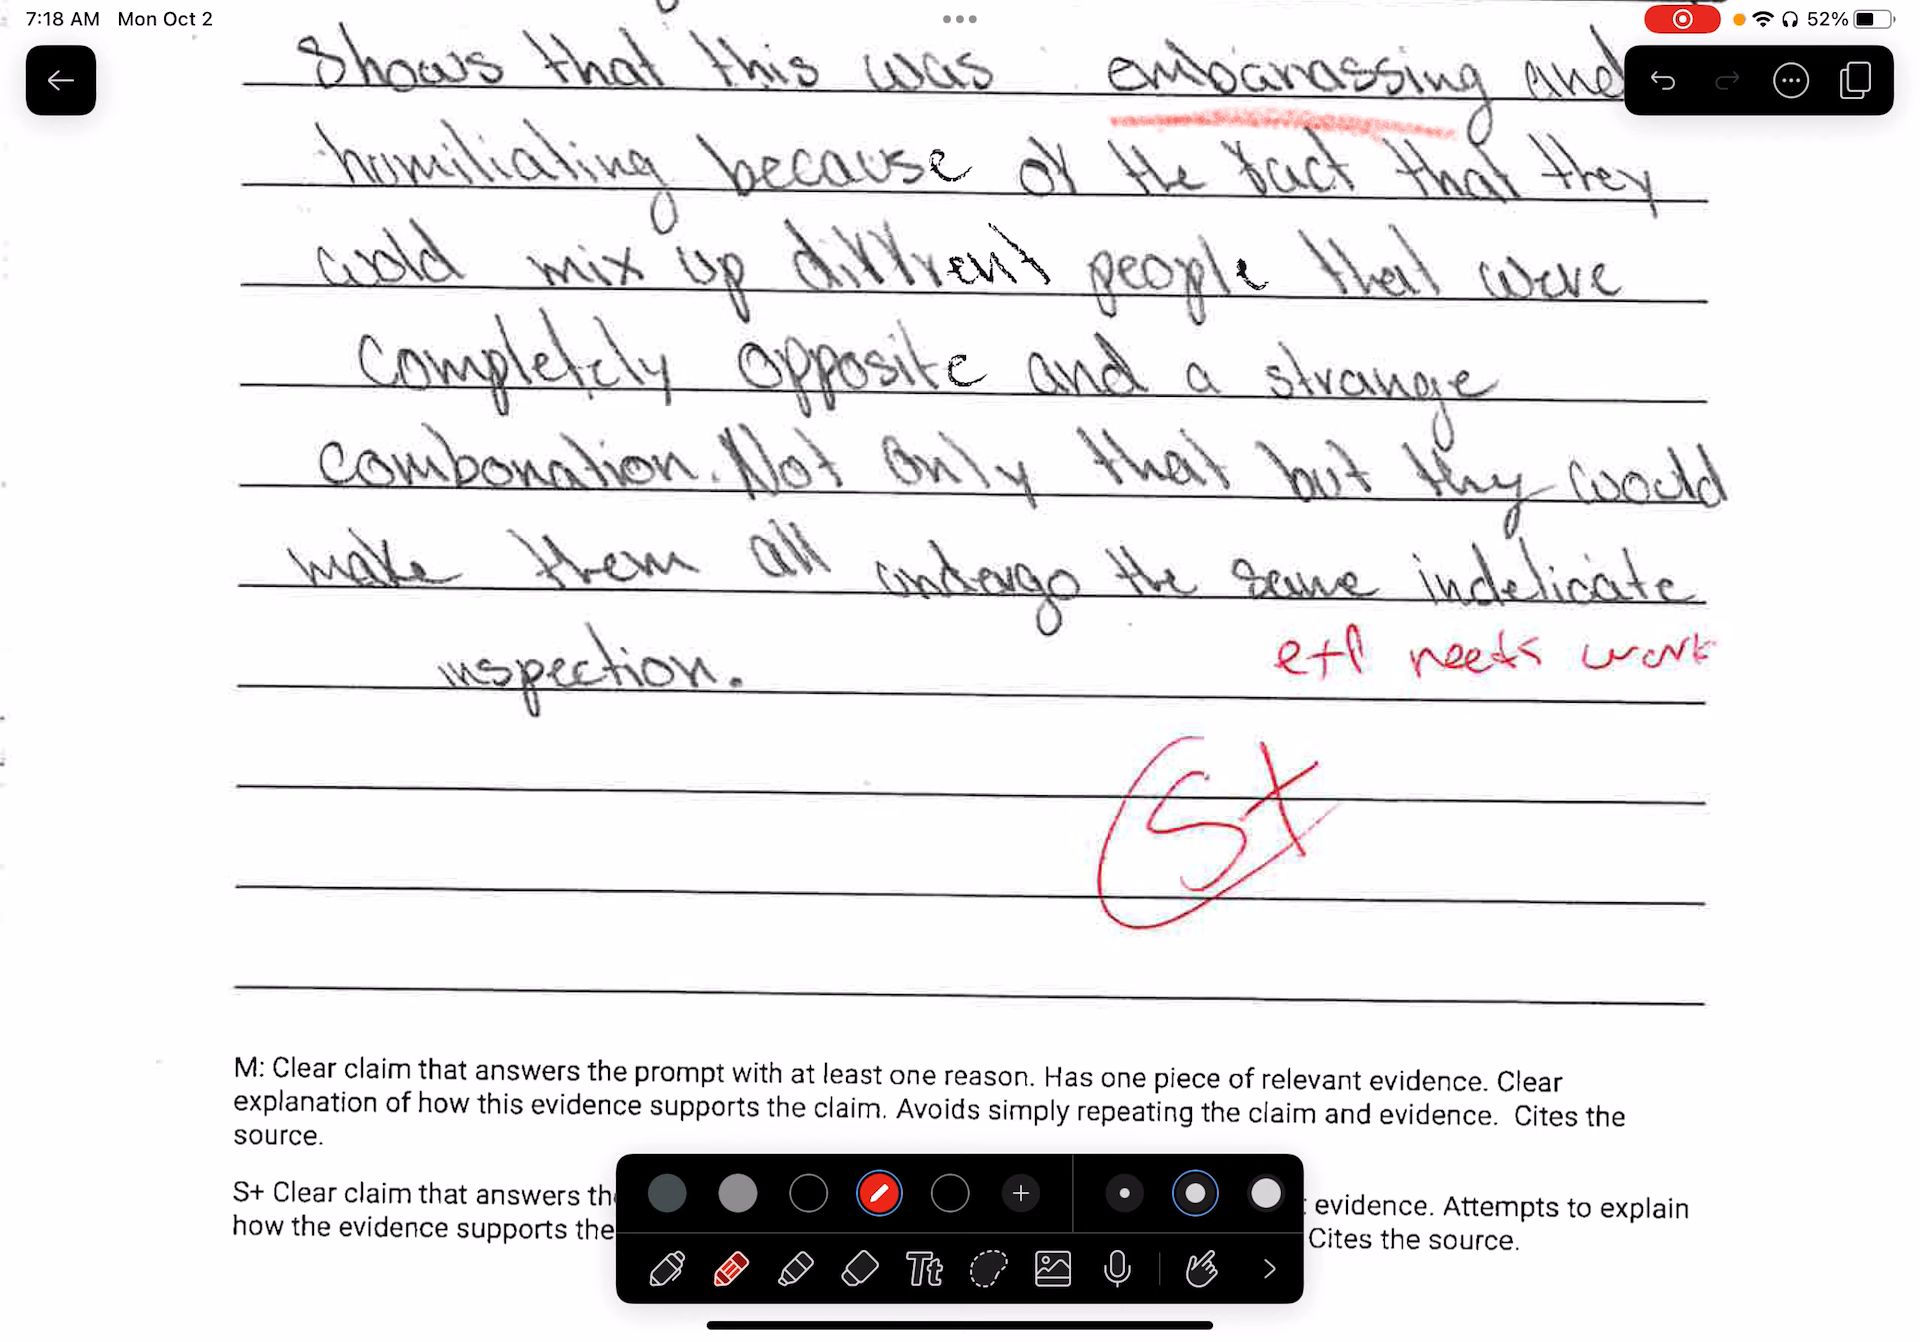 7:18 AM Mon Oct 2
52%
Shows that this was embarassing and
homiliating because of the fact that they
wold mix up diffrent people that were
Completely opposite and a strange
combonation. Not only that but they would
make them all undergo the same indelicate
inspection.
e+l needs work
S+
M: Clear claim that answers the prompt with at least one reason. Has one piece of relevant evidence. Clear
explanation of how this evidence supports the claim. Avoids simply repeating the claim and evidence. Cites the
source.
S+ Clear claim that answers th evidence. Attempts to explain
how the evidence supports the Cites the source.
Tt